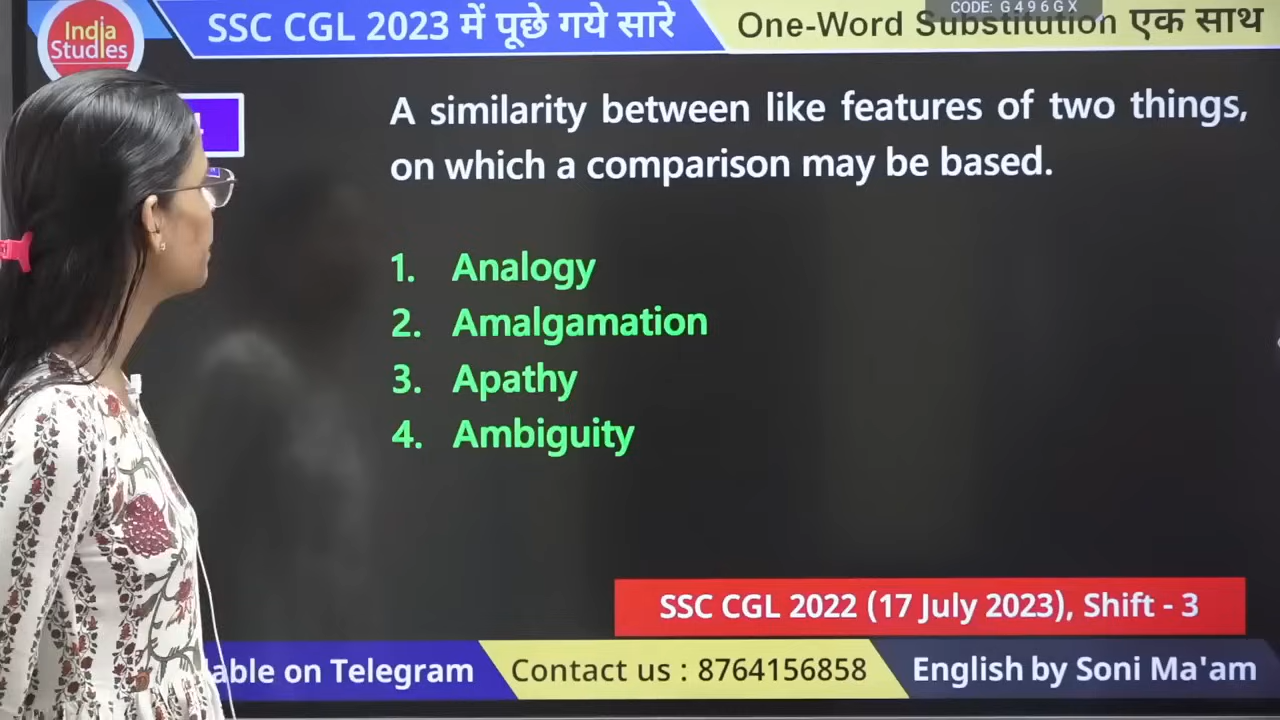 India
Studies
SSC CGL 2023 में पूछे गये सारे
One-Word Substitution एक साथ
CODE: G496GX
A similarity between like features of two things,
on which a comparison may be based.
1. Analogy
2. Amalgamation
3. Apathy
4. Ambiguity
SSC CGL 2022 (17 July 2023), Shift - 3
on Telegram
Contact us : 8764156858
English by Soni Ma'am